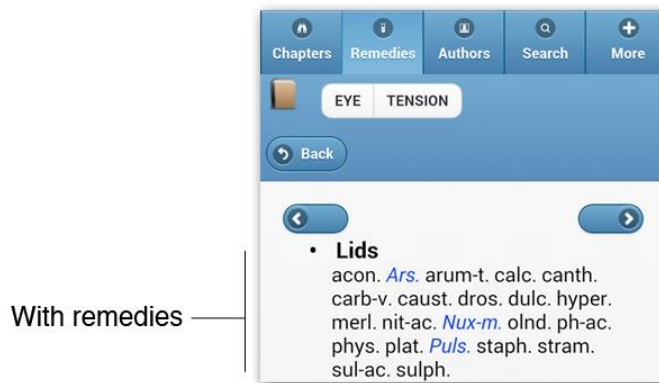 Chapters Remedies Authors Search More
EYE TENSION
Back
• Lids
acon. Ars. arum-t. calc. canth.
carb-v. caust. dros. dulc. hyper.
With remedies
merl. nit-ac. Nux-m. olnd. ph-ac.
phys. plat. Puls. staph. stram.
sul-ac. sulph.